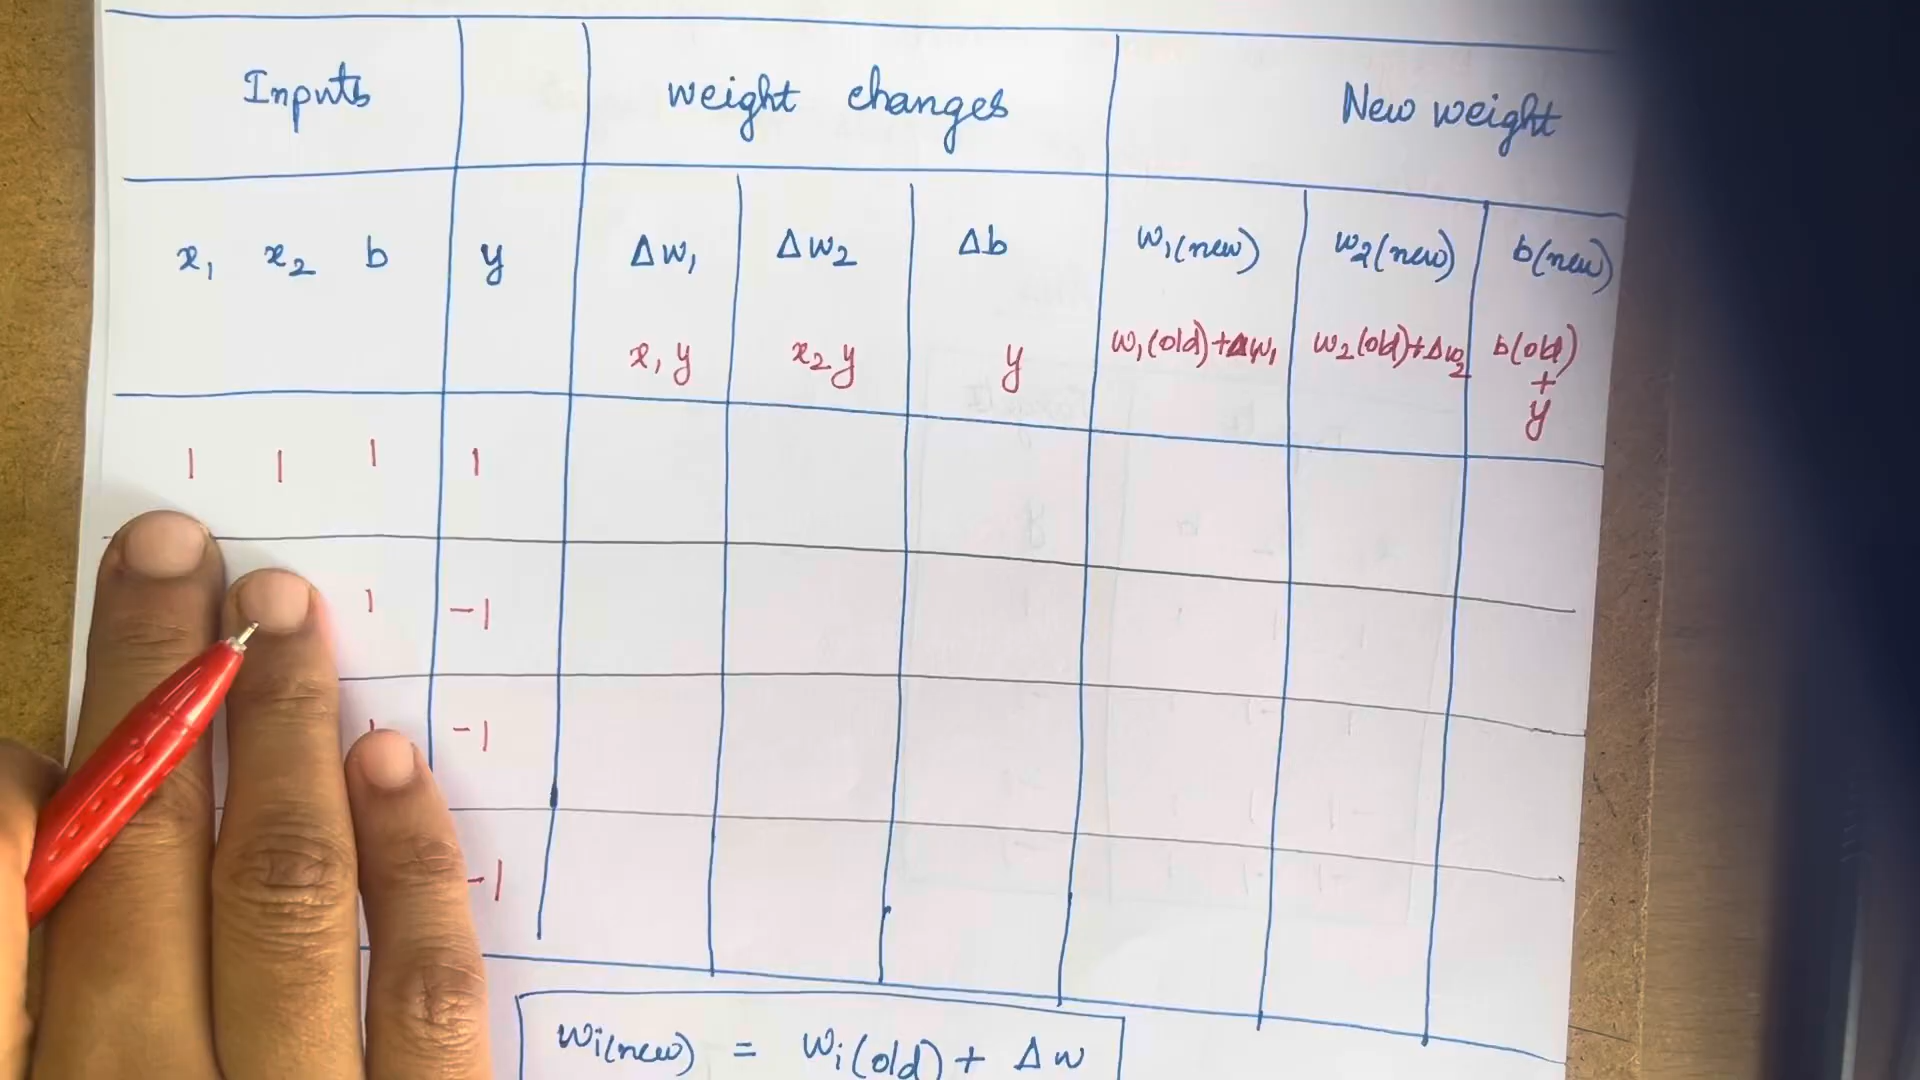 Inputs weight changes New weight
x₁ x₂ b y Δw₁ Δw₂ Δb w₁(new) w₂(new) b(new)
x₁y x₂y y w₁(old)+Δw₁ w₂(old)+Δw₂ b(old)
+
y
1 1 1 1
1 -1
-1
-1
wi(new) = wi(old) + Δw